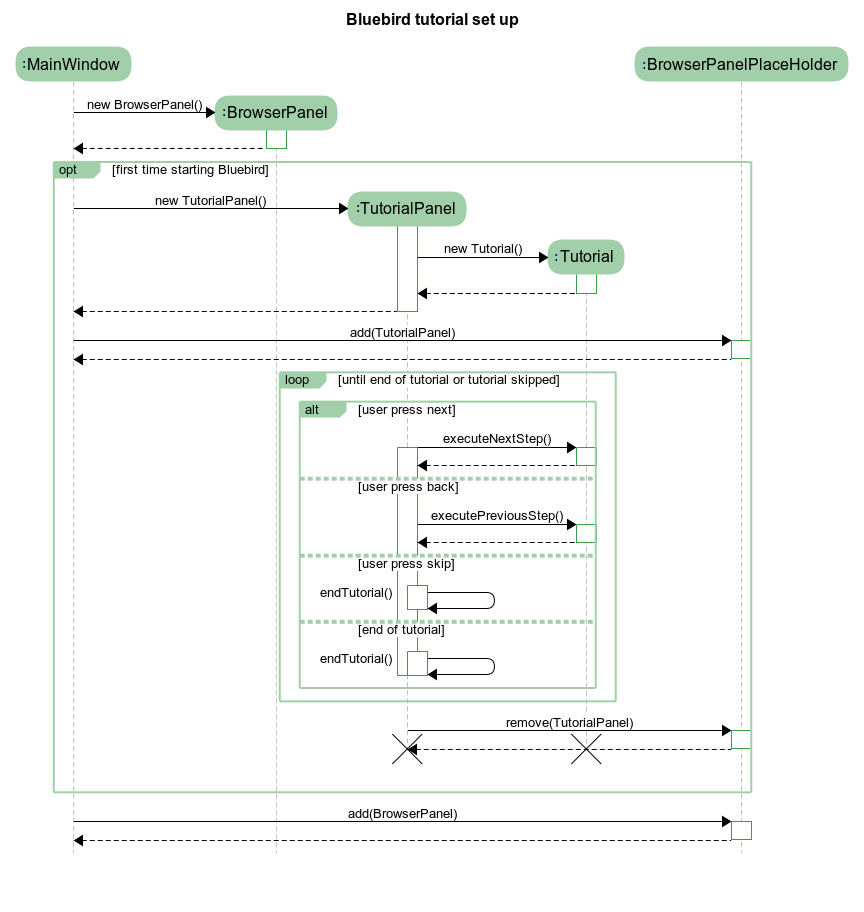 Bluebird tutorial set up
:MainWindow
:BrowserPanelPlaceHolder
new BrowserPanel()
:BrowserPanel
opt
[first time starting Bluebird]
new TutorialPanel()
:TutorialPanel
new Tutorial()
:Tutorial
add(TutorialPanel)
loop
[until end of tutorial or tutorial skipped]
alt
[user press next]
executeNextStep()
[user press back]
executePreviousStep()
[user press skip]
endTutorial()
[end of tutorial]
endTutorial()
remove(TutorialPanel)
add(BrowserPanel)